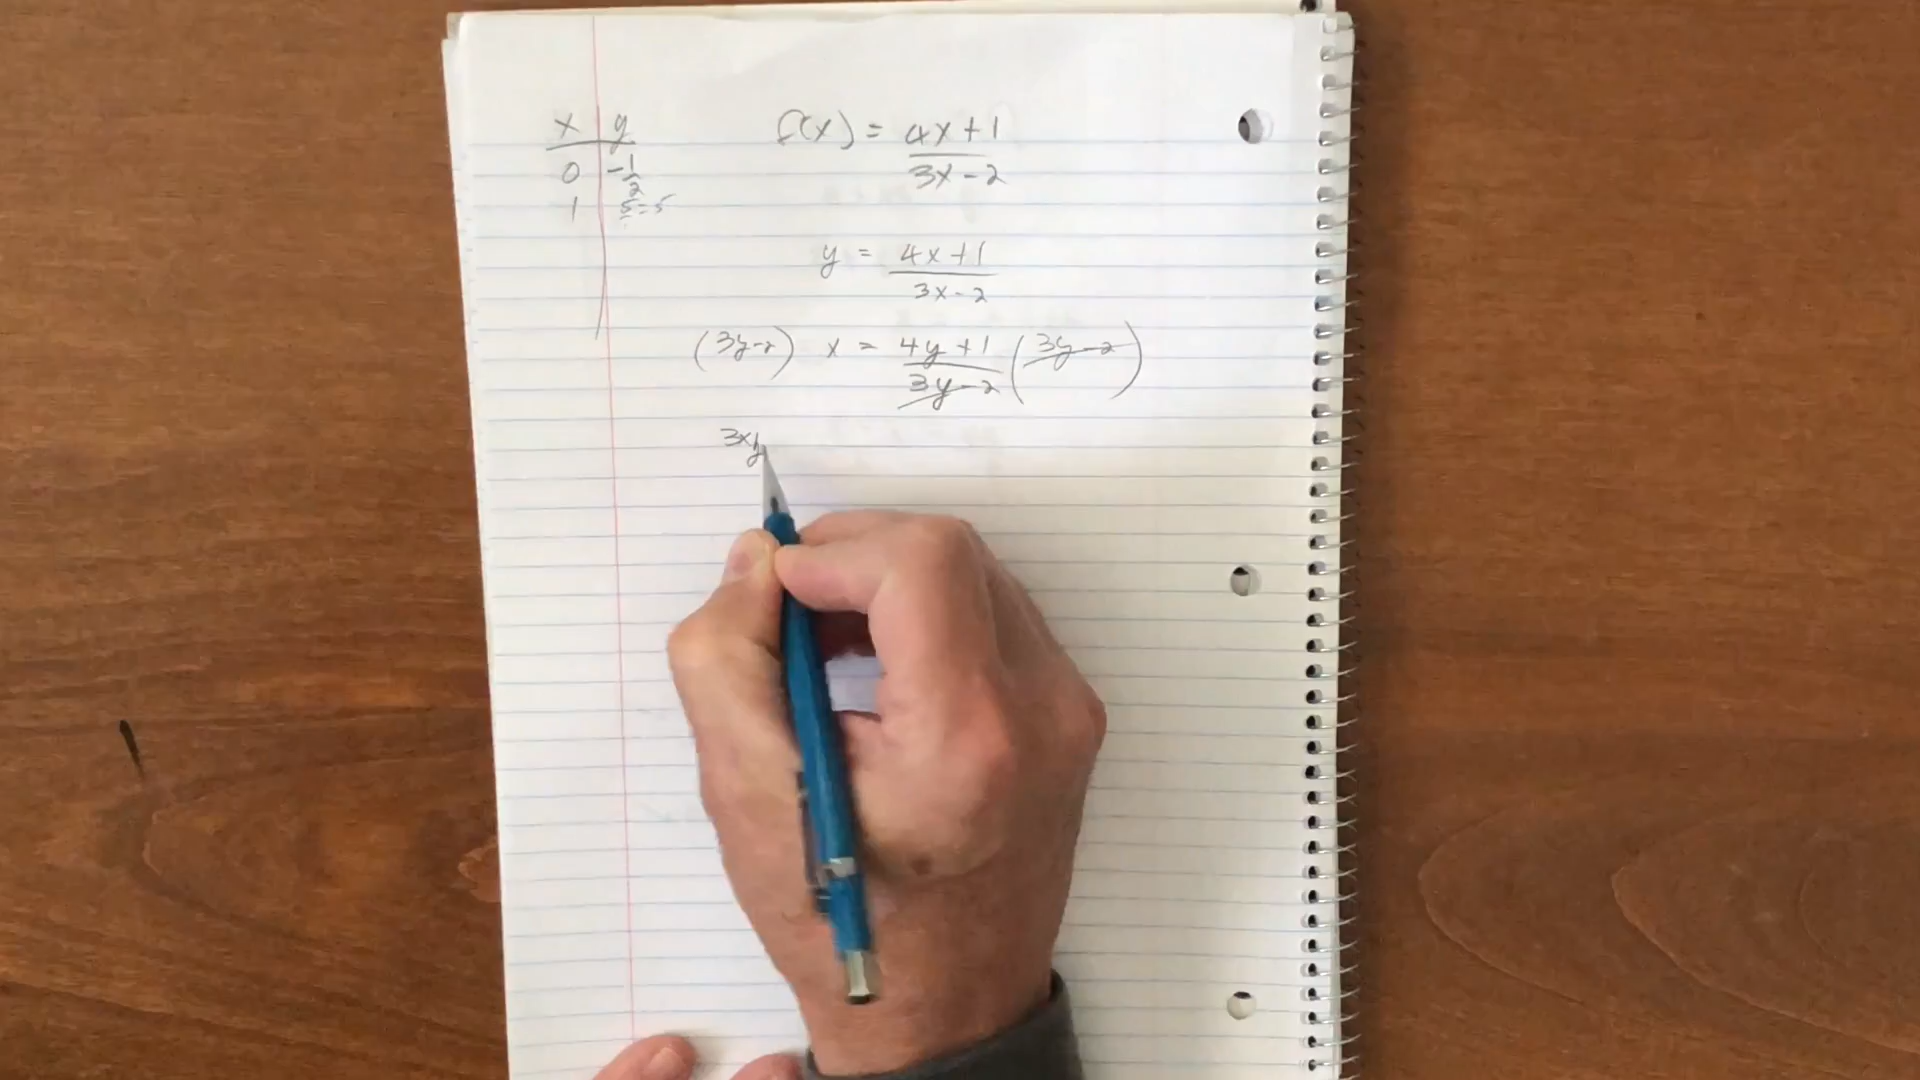 x y
0 -1/2
1 5=5
f(x) = 4x+1
3x-2
y = 4x+1
3x-2
(3y-2) x = 4y+1 (3y-2)
3y-2
3xy